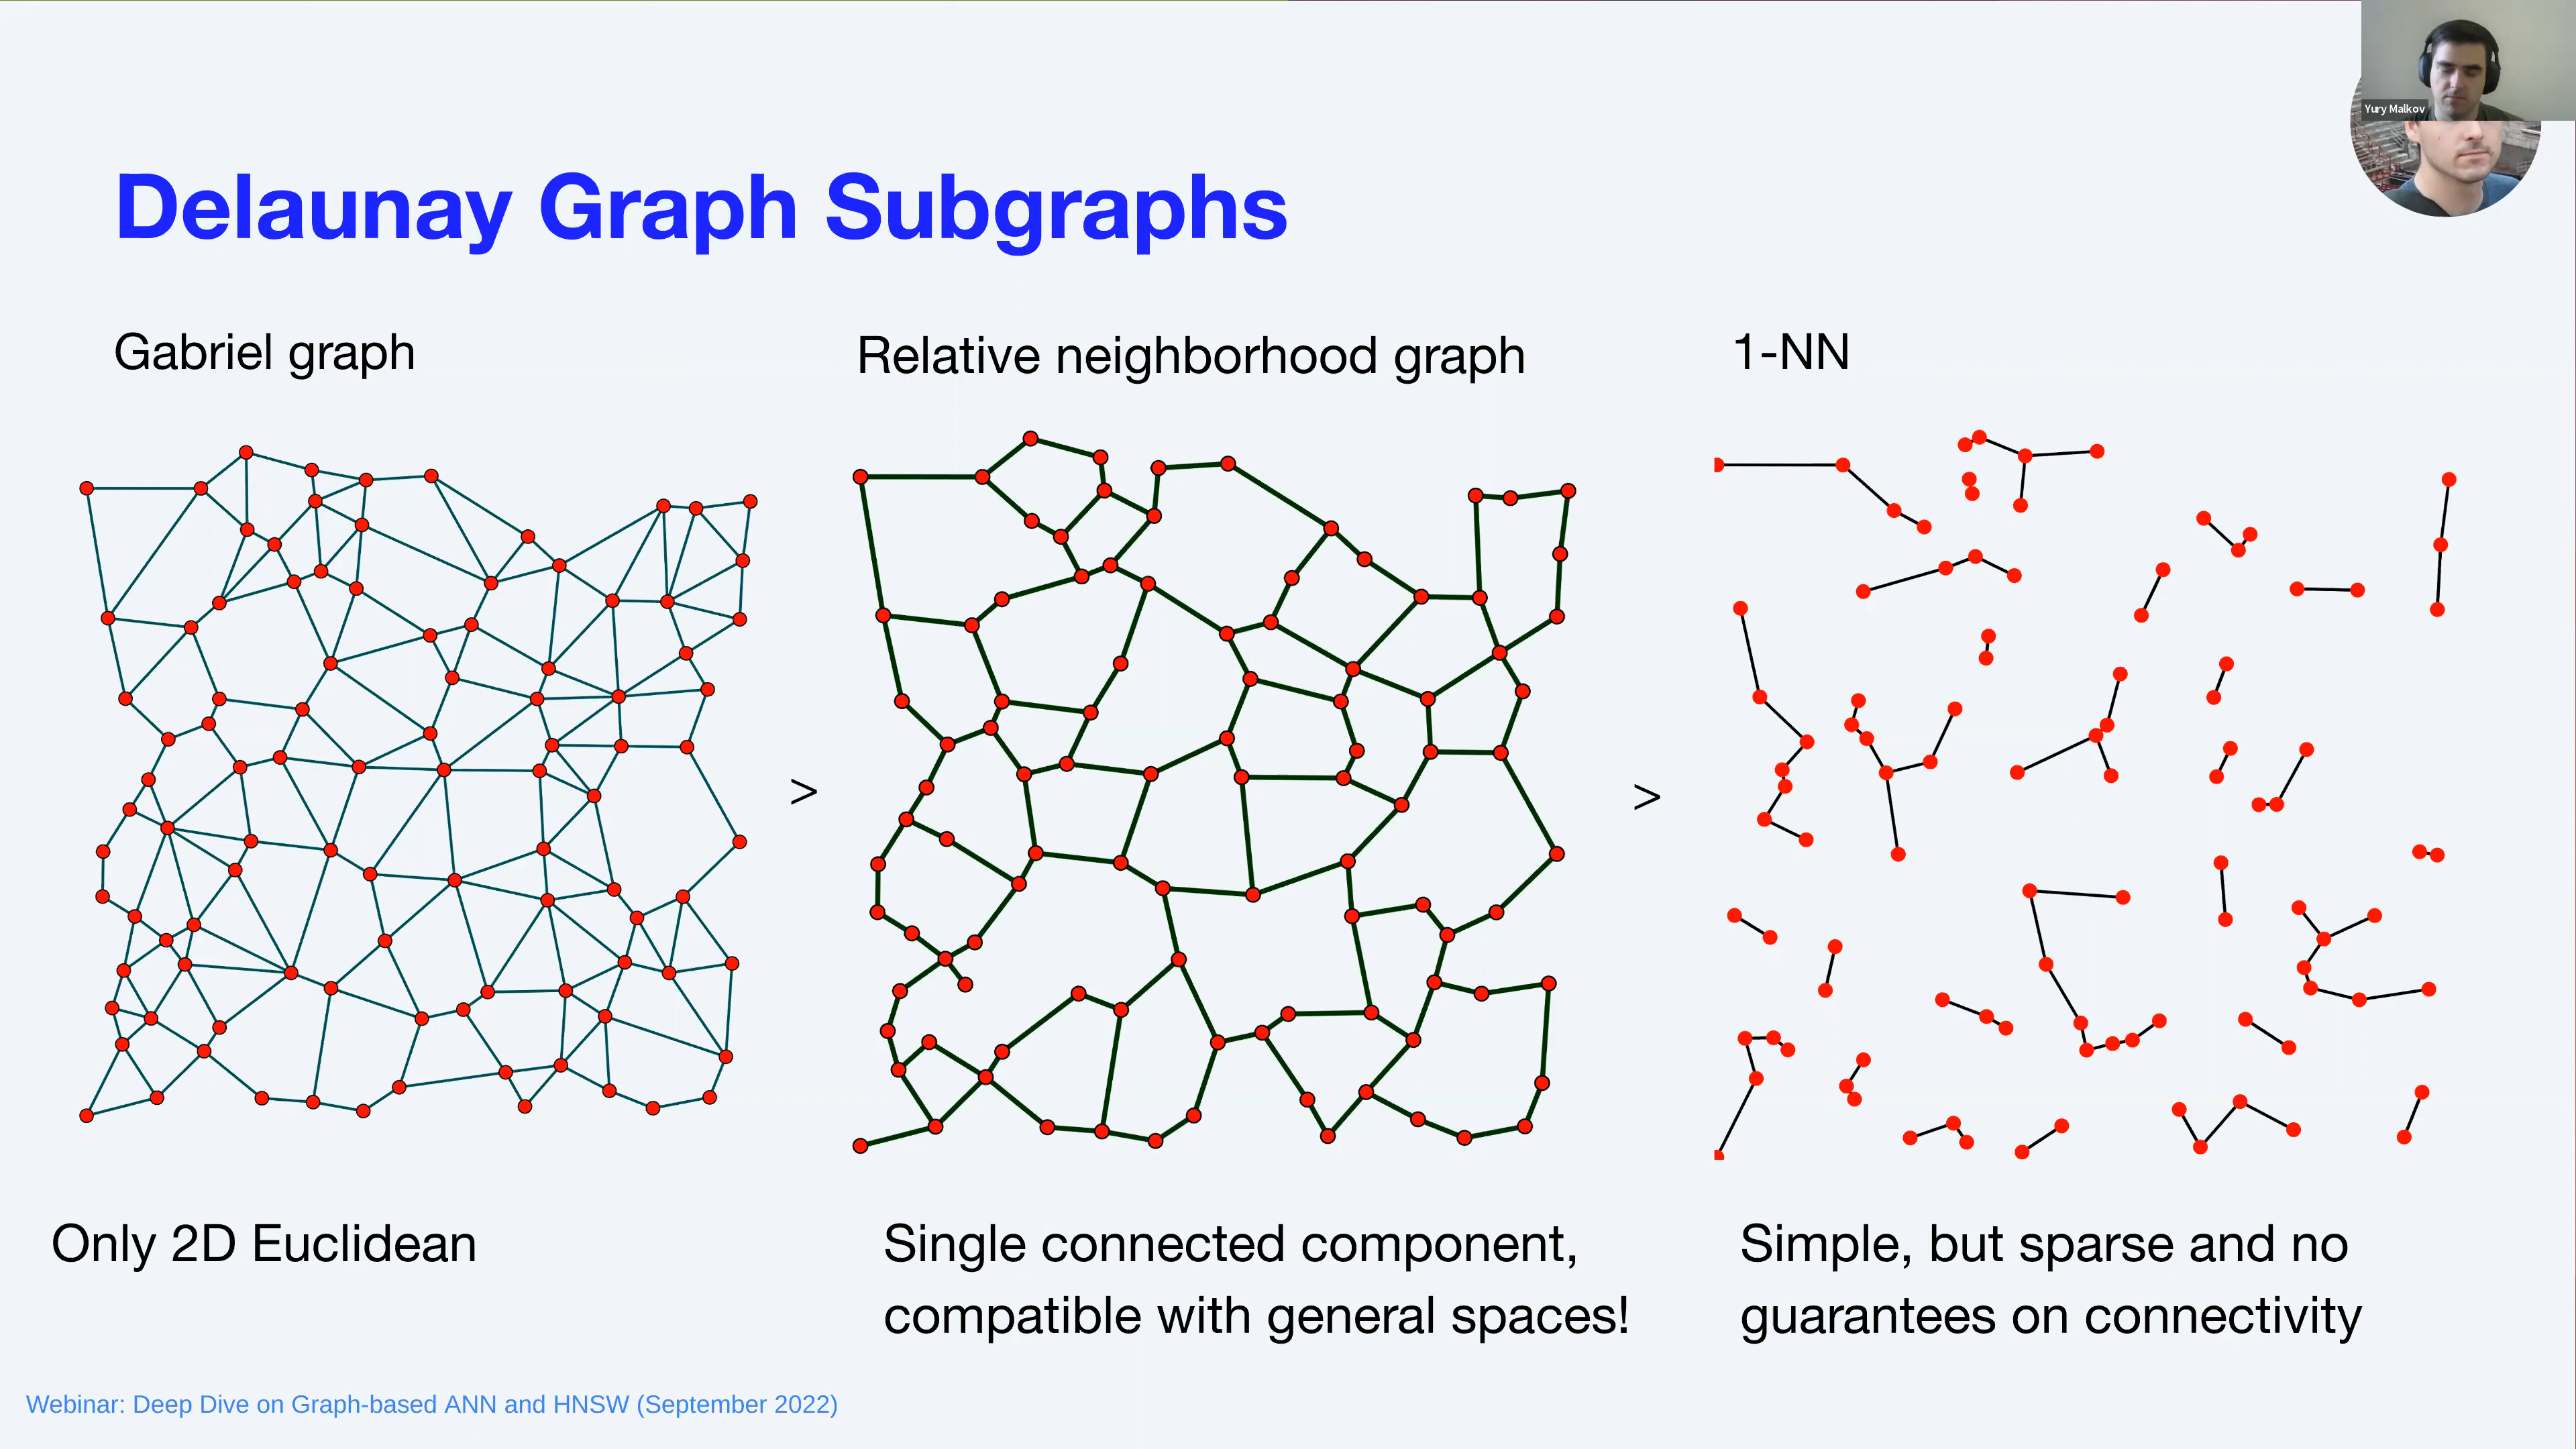 Yury Malkov
Delaunay Graph Subgraphs
Gabriel graph
Relative neighborhood graph
1-NN
>
>
Only 2D Euclidean
Single connected component,
compatible with general spaces!
Simple, but sparse and no
guarantees on connectivity
Webinar: Deep Dive on Graph-based ANN and HNSW (September 2022)